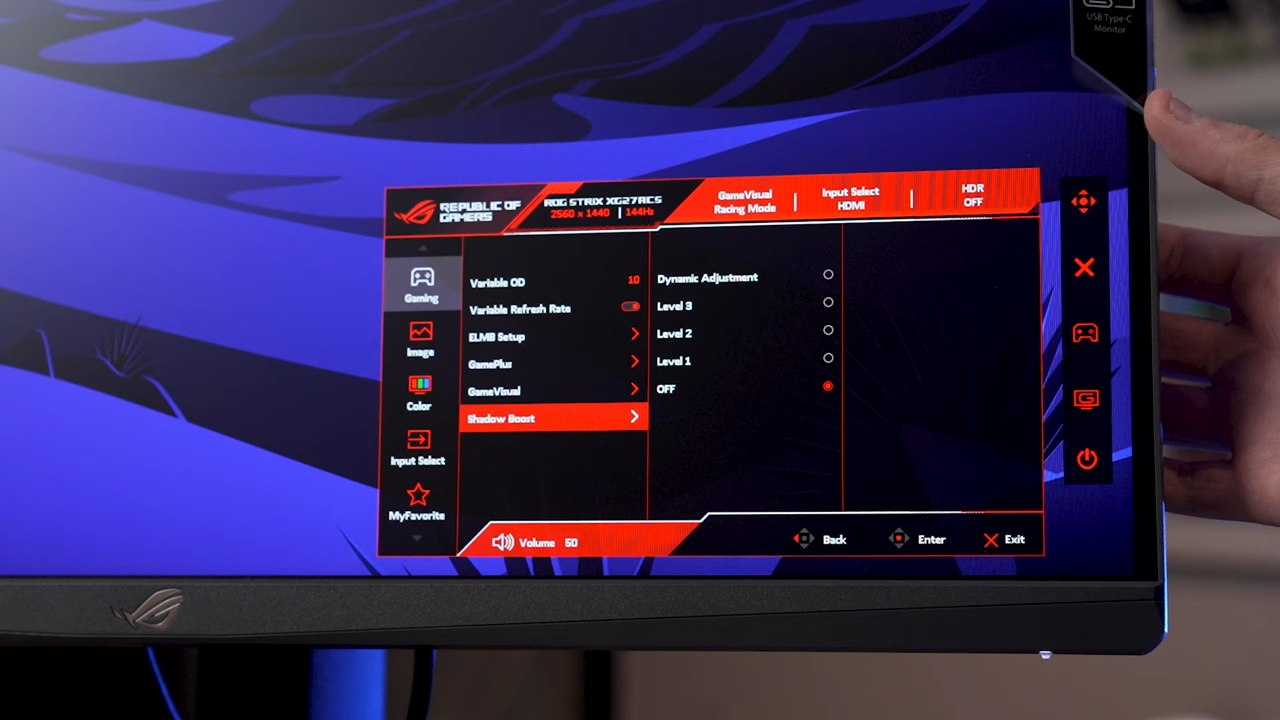 USB Type-C
Monitor
REPUBLIC OF
GAMERS
ROG STRIX XG27ACS
2560 x 1440 | 144Hz
GameVisual
Racing Mode
Input Select
HDMI
HDR
OFF
Gaming
Image
Color
Input Select
MyFavorite
Variable OD 10
Variable Refresh Rate
ELMB Setup
GamePlus
GameVisual
Shadow Boost
Dynamic Adjustment
Level 3
Level 2
Level 1
OFF
Volume 50
Back
Enter
Exit